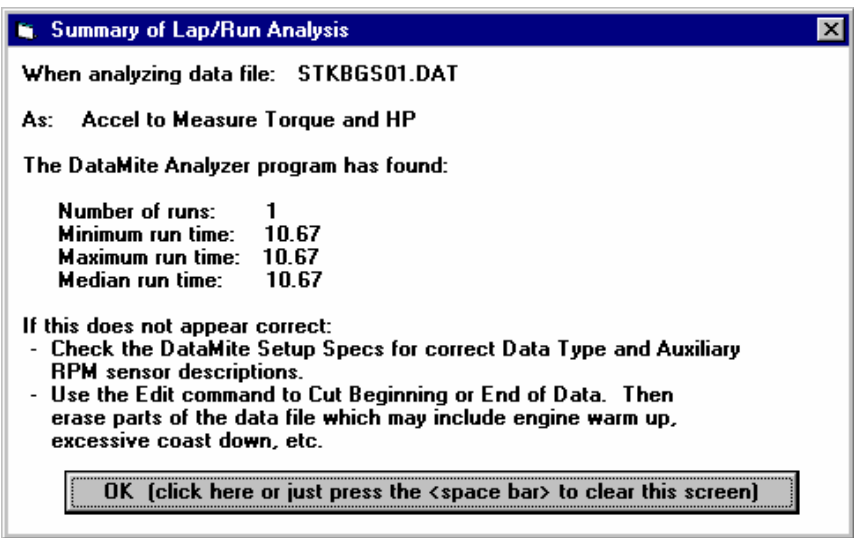 Summary of Lap/Run Analysis
When analyzing data file: STKBGS01.DAT
As: Accel to Measure Torque and HP
The DataMite Analyzer program has found:
Number of runs: 1
Minimum run time: 10.67
Maximum run time: 10.67
Median run time: 10.67
If this does not appear correct:
- Check the DataMite Setup Specs for correct Data Type and Auxiliary
RPM sensor descriptions.
- Use the Edit command to Cut Beginning or End of Data. Then
erase parts of the data file which may include engine warm up,
excessive coast down, etc.
OK (click here or just press the <space bar> to clear this screen)